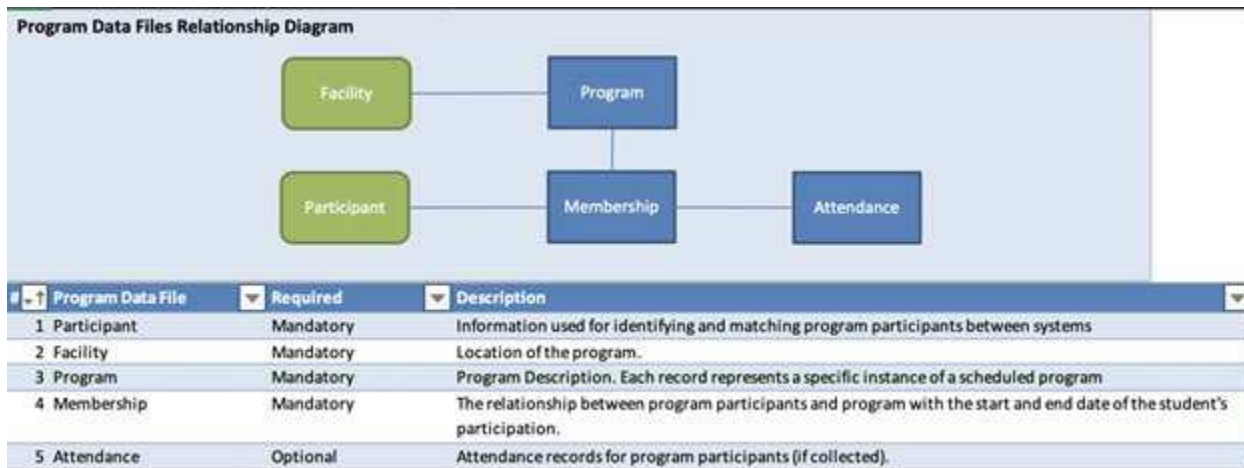 Program Data Files Relationship Diagram
Facility
Program
Participant
Membership
Attendance
# Program Data File Required Description
1 Participant Mandatory Information used for identifying and matching program participants between systems
2 Facility Mandatory Location of the program.
3 Program Mandatory Program Description. Each record represents a specific instance of a scheduled program
4 Membership Mandatory The relationship between program participants and program with the start and end date of the student's
participation.
5 Attendance Optional Attendance records for program participants (if collected).